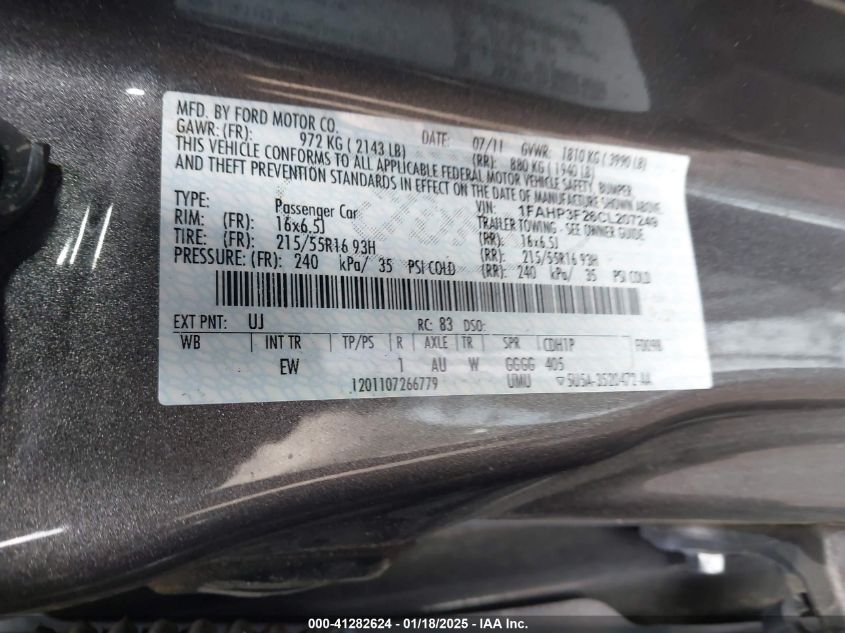 MFD. BY FORD MOTOR CO. DATE: 07/11 GVWR: 1810 KG ( 3990 LB)
GAWR: (FR): 972 KG ( 2143 LB) (RR): 880 KG ( 1940 LB)
THIS VEHICLE CONFORMS TO ALL APPLICABLE FEDERAL MOTOR VEHICLE SAFETY, BUMPER,
AND THEFT PREVENTION STANDARDS IN EFFECT ON THE DATE OF MANUFACTURE SHOWN ABOVE.
VIN: 1FAHP3F28CL207249
TYPE: Passenger Car TRAILER TOWING - SEE OWNER GUIDE
RIM: (FR): 16x6.5J (RR): 16x6.5J
TIRE: (FR): 215/55R16 93H (RR): 215/55R16 93H
PRESSURE: (FR): 240 kPa/ 35 PSI COLD (RR): 240 kPa/ 35 PSI COLD
EXT PNT: UJ RC: 83 DSO:
WB INT TR TP/PS R AXLE TR SPR CDH1P
EW 1 AU W GGGG 405
1201107266779 UMU ▽ 5U5A-3520472-AA
000-41282624 - 01/18/2025 - IAA Inc.